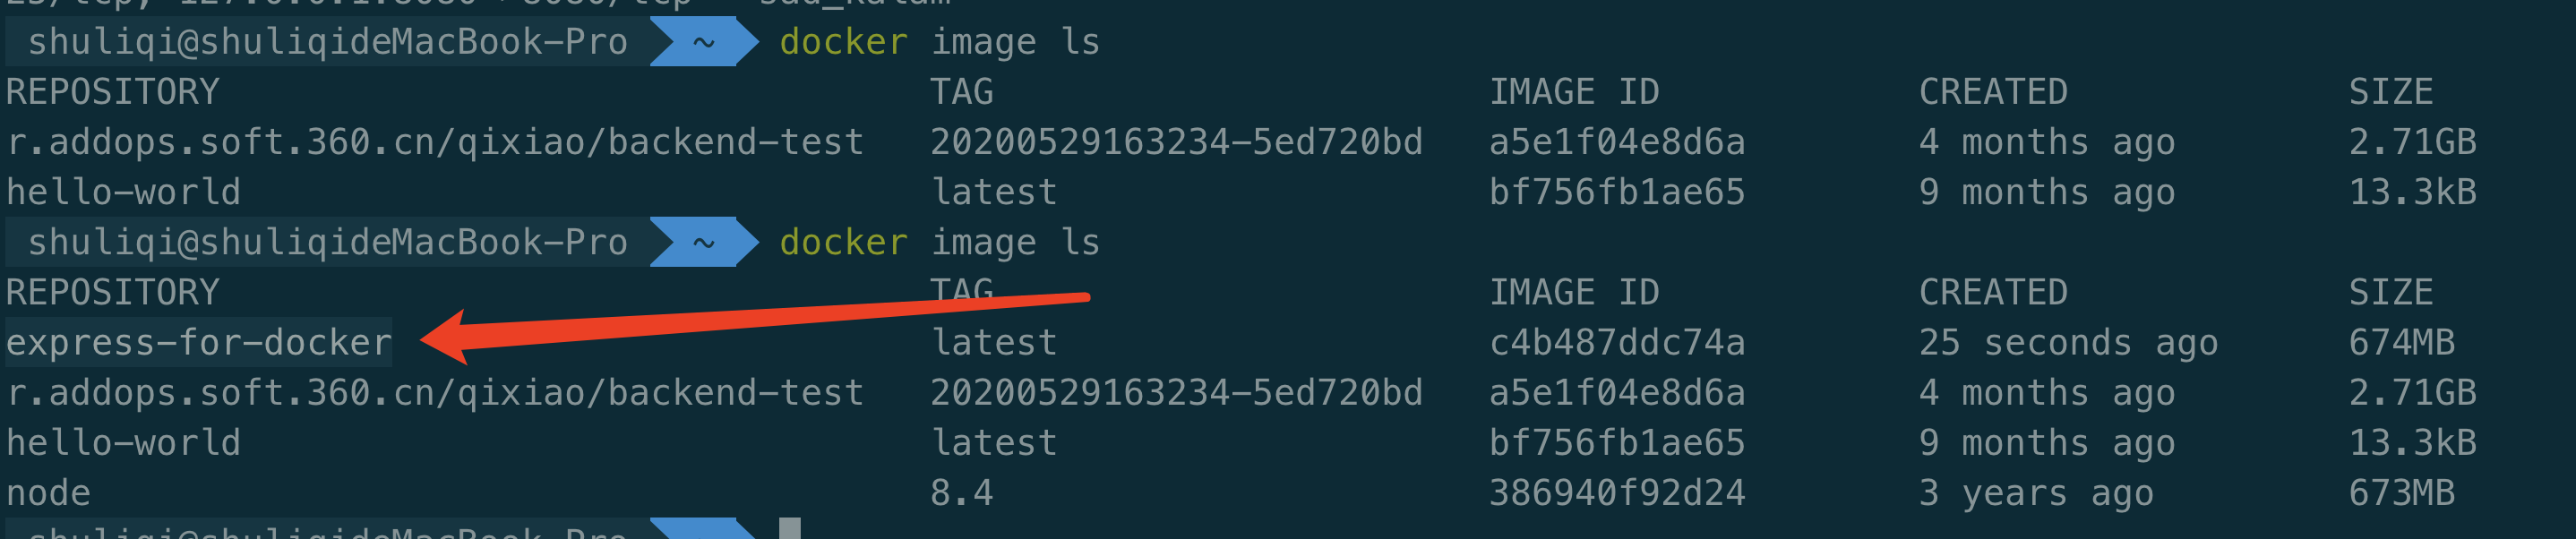 shuliqi@shuliqideMacBook-Pro ~ docker image ls
REPOSITORY TAG IMAGE ID CREATED SIZE
r.addops.soft.360.cn/qixiao/backend-test 20200529163234-5ed720bd a5e1f04e8d6a 4 months ago 2.71GB
hello-world latest bf756fb1ae65 9 months ago 13.3kB
shuliqi@shuliqideMacBook-Pro ~ docker image ls
REPOSITORY TAG IMAGE ID CREATED SIZE
express-for-docker latest c4b487ddc74a 25 seconds ago 674MB
r.addops.soft.360.cn/qixiao/backend-test 20200529163234-5ed720bd a5e1f04e8d6a 4 months ago 2.71GB
hello-world latest bf756fb1ae65 9 months ago 13.3kB
node 8.4 386940f92d24 3 years ago 673MB
shuliqi@shuliqideMacBook-Pro